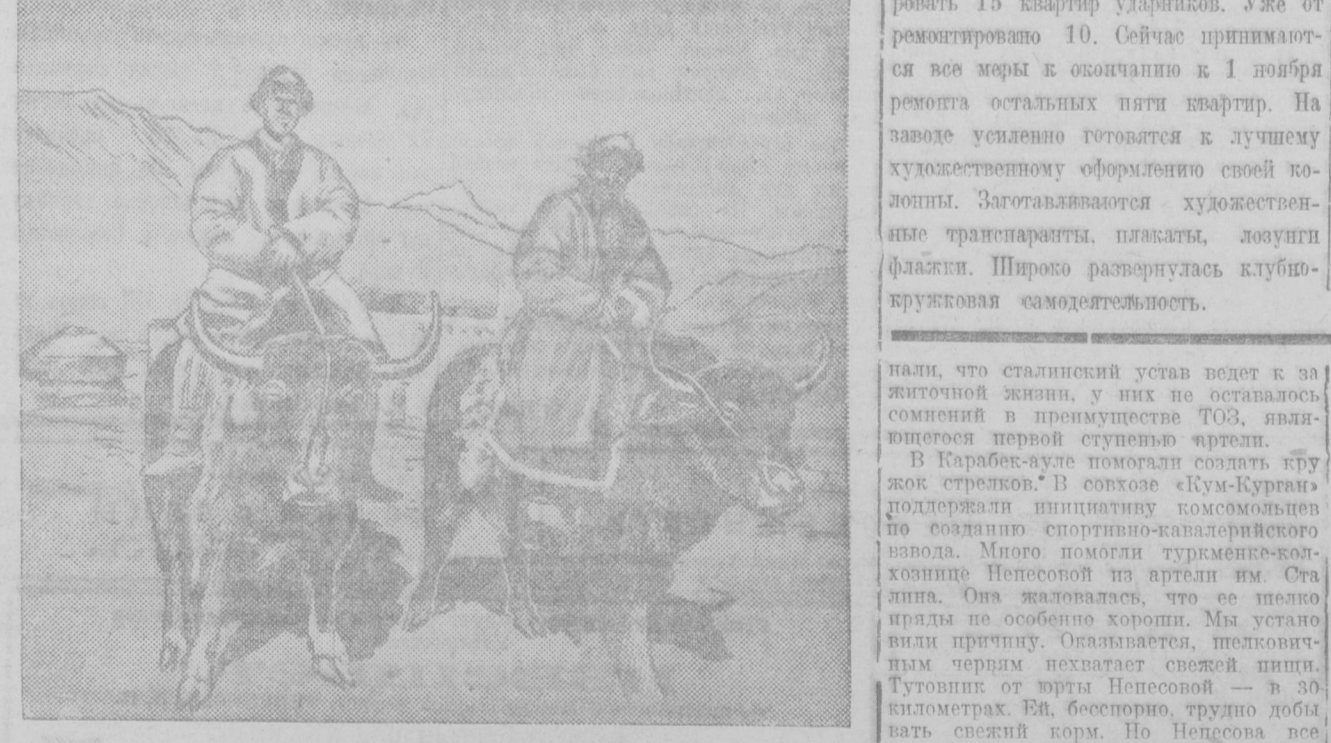 ровать 15 квартир ударников. Уже от
ремонтировано 10. Сейчас принимают-
ся все меры к окончанию к 1 ноября
ремонта остальных пяти квартир. На
заводе усиленно готовятся к лучшему
художественному оформлению своей ко-
лонны. Заготавливаются художествен-
ные транспаранты, плакаты, лозунги
флажки. Широко развернулась клубно-
кружковая самодеятельность.
нали, что сталинский устав ведет к за
житочной жизни, у них не оставалось
сомнений в преимуществе ТОЗ, явля-
ющегося первой ступенью артели.
В Карабек-ауле помогали создать кру
жок стрелков. В совхозе «Кум-Курган»
поддержали инициативу комсомольцев
по созданию спортивно-кавалерийского
взвода. Много помогли туркменке-кол-
хознице Непесовой из артели им. Ста
лина. Она жаловалась, что ее шелко
пряды не особенно хороши. Мы устано
вили причину. Оказывается, шелкович-
ным червям нехватает свежей пищи.
Тутовник от юрты Непесовой — в 30
километрах. Ей, бесспорно, трудно добы
вать свежий корм. Но Непесова все